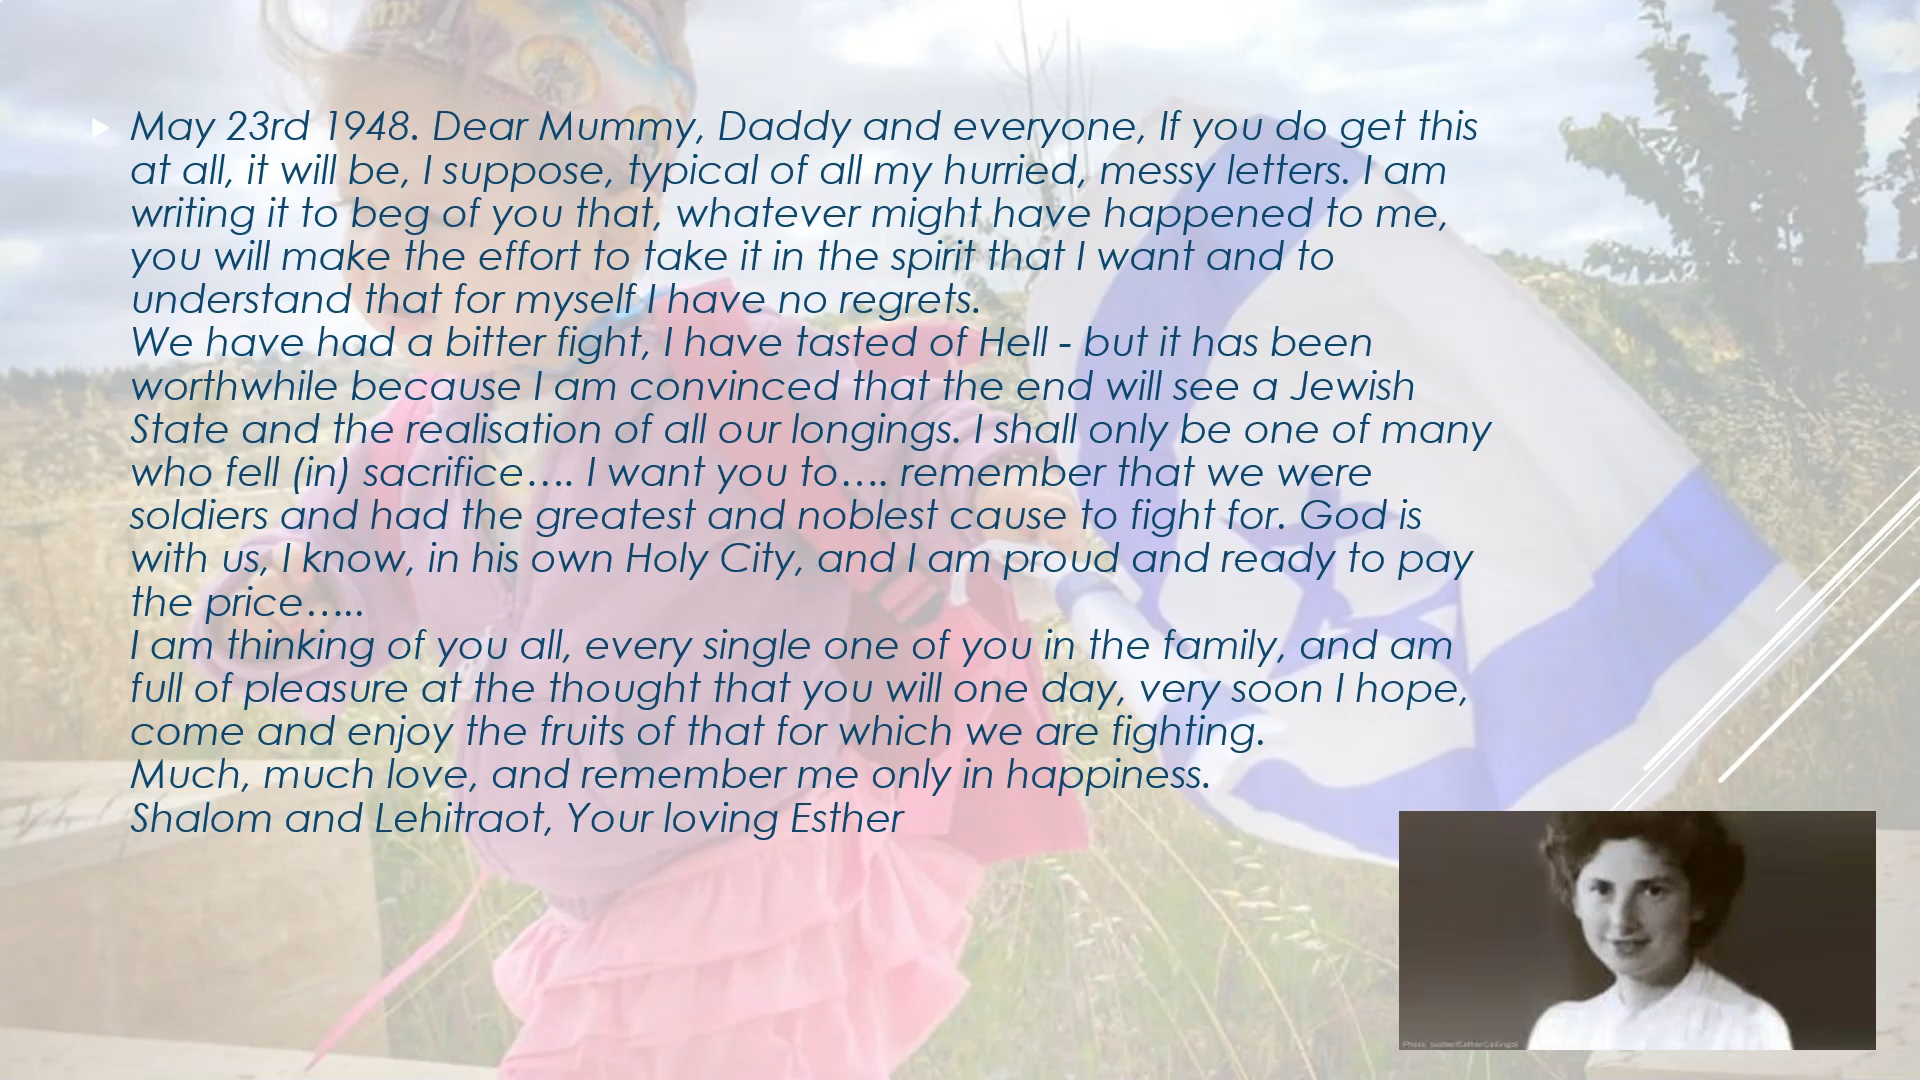 May 23rd 1948. Dear Mummy, Daddy and everyone, If you do get this
at all, it will be, I suppose, typical of all my hurried, messy letters. I am
writing it to beg of you that, whatever might have happened to me,
you will make the effort to take it in the spirit that I want and to
understand that for myself I have no regrets.
We have had a bitter fight, I have tasted of Hell - but it has been
worthwhile because I am convinced that the end will see a Jewish
State and the realisation of all our longings. I shall only be one of many
who fell (in) sacrifice…. I want you to…. remember that we were
soldiers and had the greatest and noblest cause to fight for. God is
with us, I know, in his own Holy City, and I am proud and ready to pay
the price…..
I am thinking of you all, every single one of you in the family, and am
full of pleasure at the thought that you will one day, very soon I hope,
come and enjoy the fruits of that for which we are fighting.
Much, much love, and remember me only in happiness.
Shalom and Lehitraot, Your loving Esther
Photo: